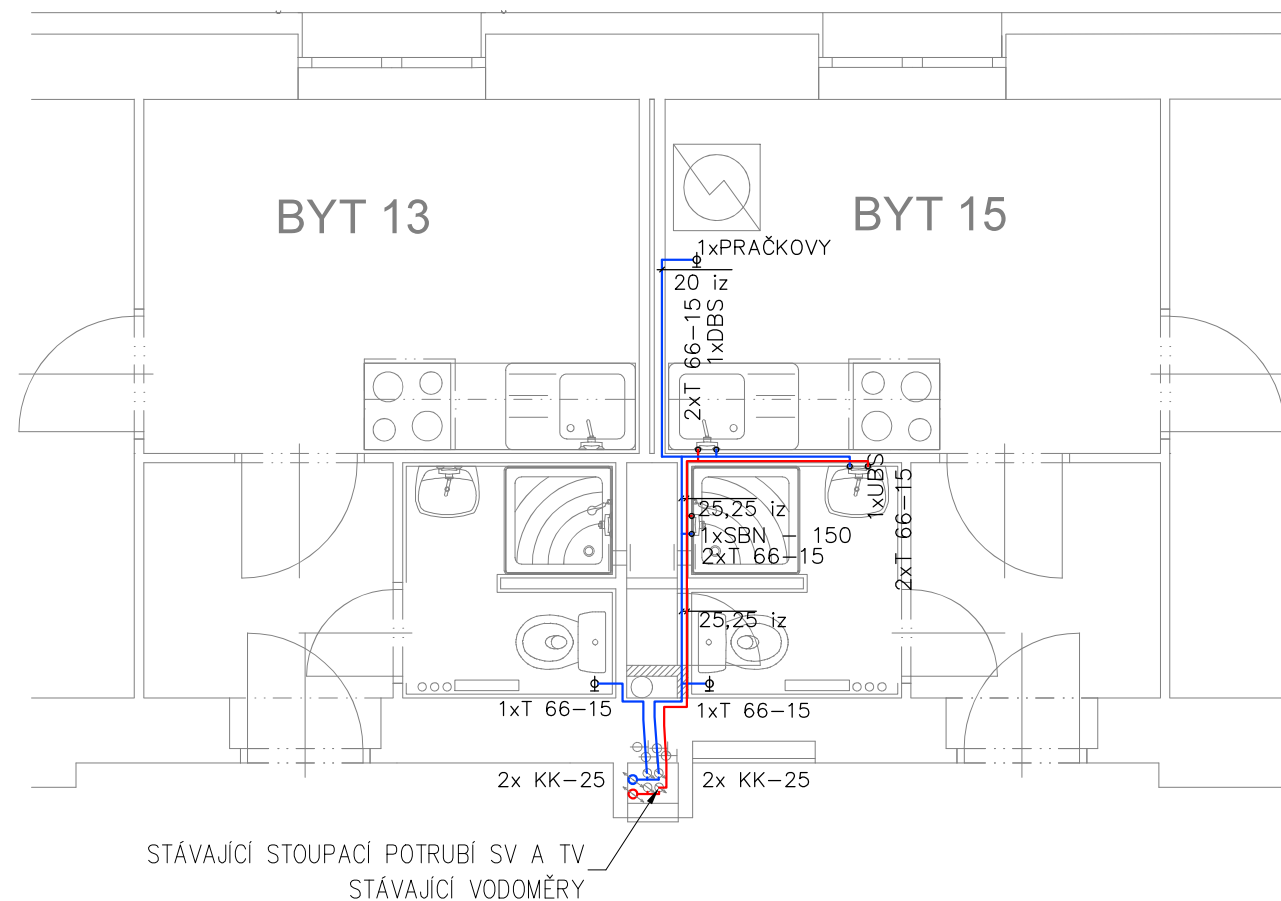 BYT 13
BYT 15
1xPRAČKOVY
20 iz
2xT 66-15
1xDBS
1xUBS
2xT 66-15
25,25 iz
1xSBN - 150
2xT 66-15
25,25 iz
1xT 66-15
1xT 66-15
2x KK-25
2x KK-25
STÁVAJÍCÍ STOUPACÍ POTRUBÍ SV A TV
STÁVAJÍCÍ VODOMĚRY